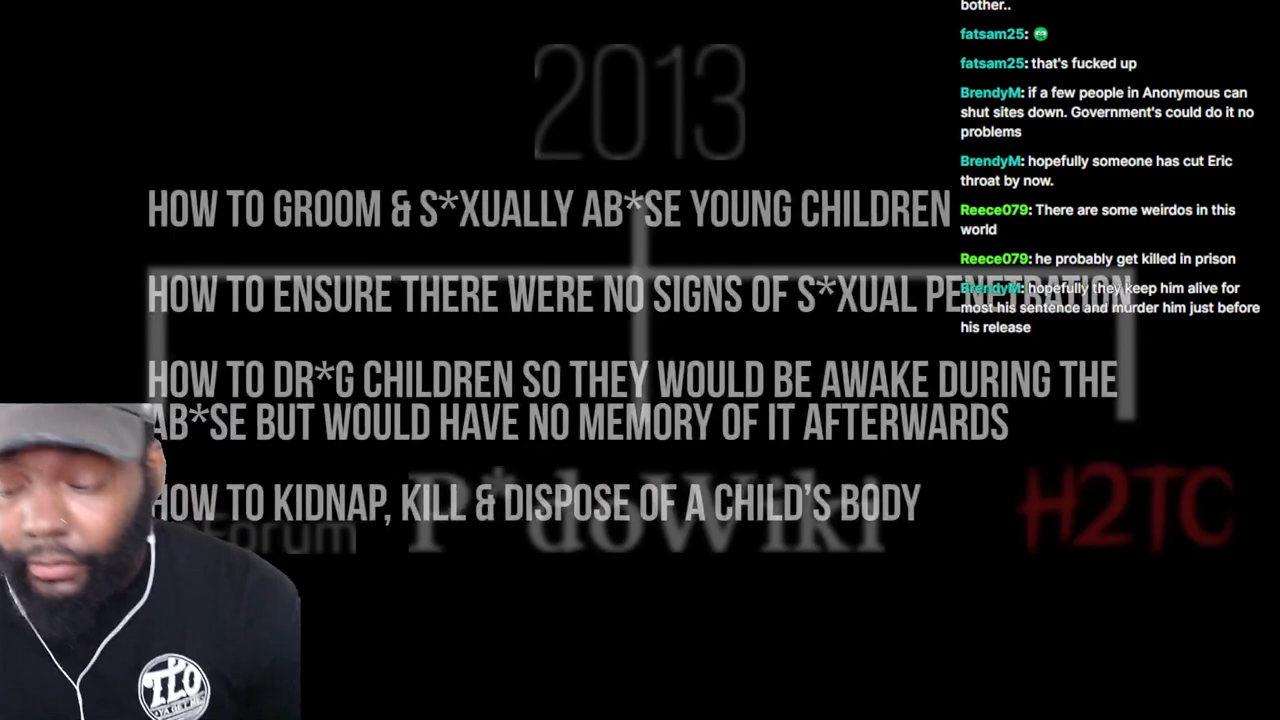 2013
HOW TO GROOM & S*XUALLY AB*SE YOUNG CHILDREN
HOW TO ENSURE THERE WERE NO SIGNS OF S*XUAL PENETRATION
HOW TO DR*G CHILDREN SO THEY WOULD BE AWAKE DURING THE
AB*SE BUT WOULD HAVE NO MEMORY OF IT AFTERWARDS
HOW TO KIDNAP, KILL & DISPOSE OF A CHILD'S BODY
Forum
P*doWiki
H2TC
TLO
YA GET ME
bother..
fatsam25:
fatsam25: that's fucked up
BrendyM: if a few people in Anonymous can
shut sites down. Government's could do it no
problems
BrendyM: hopefully someone has cut Eric
throat by now.
Reece079: There are some weirdos in this
world
Reece079: he probably get killed in prison
BrendyM: hopefully they keep him alive for
most his sentence and murder him just before
his release